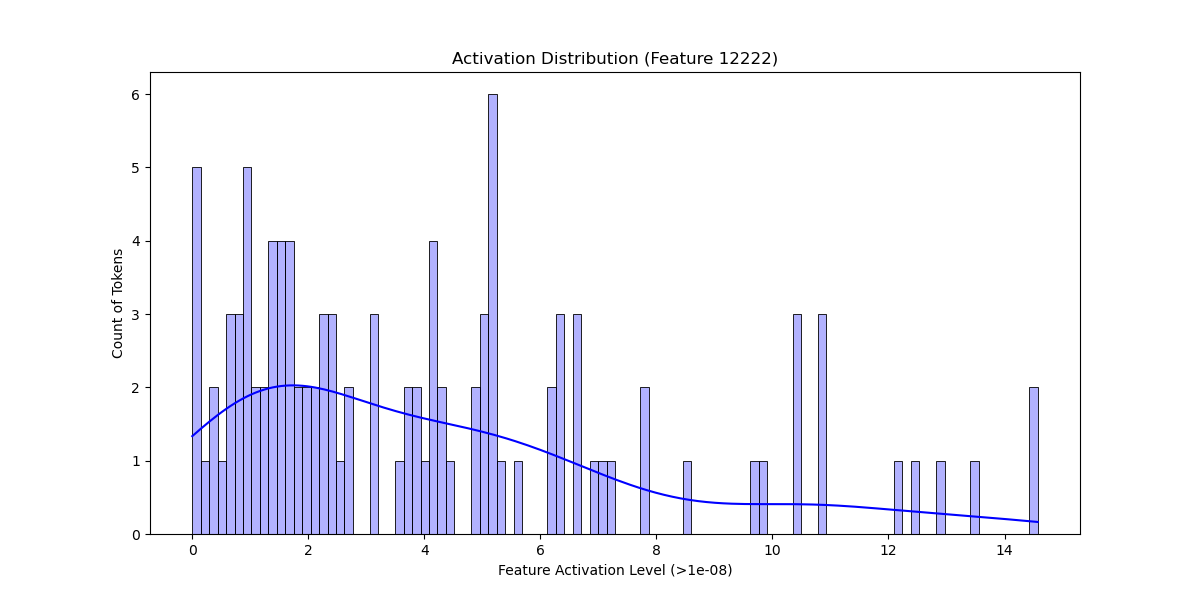 Activation Distribution (Feature 12222)
6
5
4
3
2
1
0
Count of Tokens
0 2 4 6 8 10 12 14
Feature Activation Level (>1e-08)